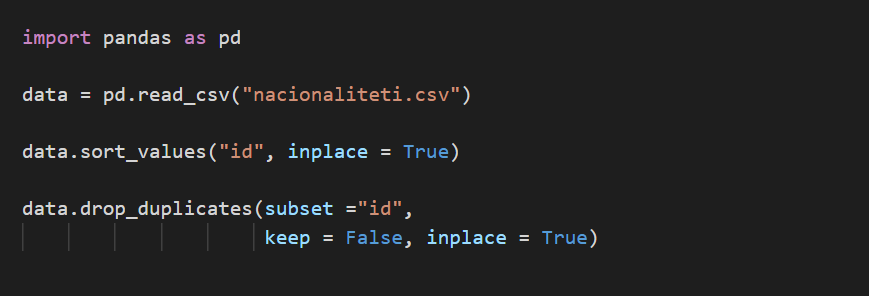 import pandas as pd
data = pd.read_csv("nacionaliteti.csv")
data.sort_values("id", inplace = True)
data.drop_duplicates(subset ="id",
keep = False, inplace = True)